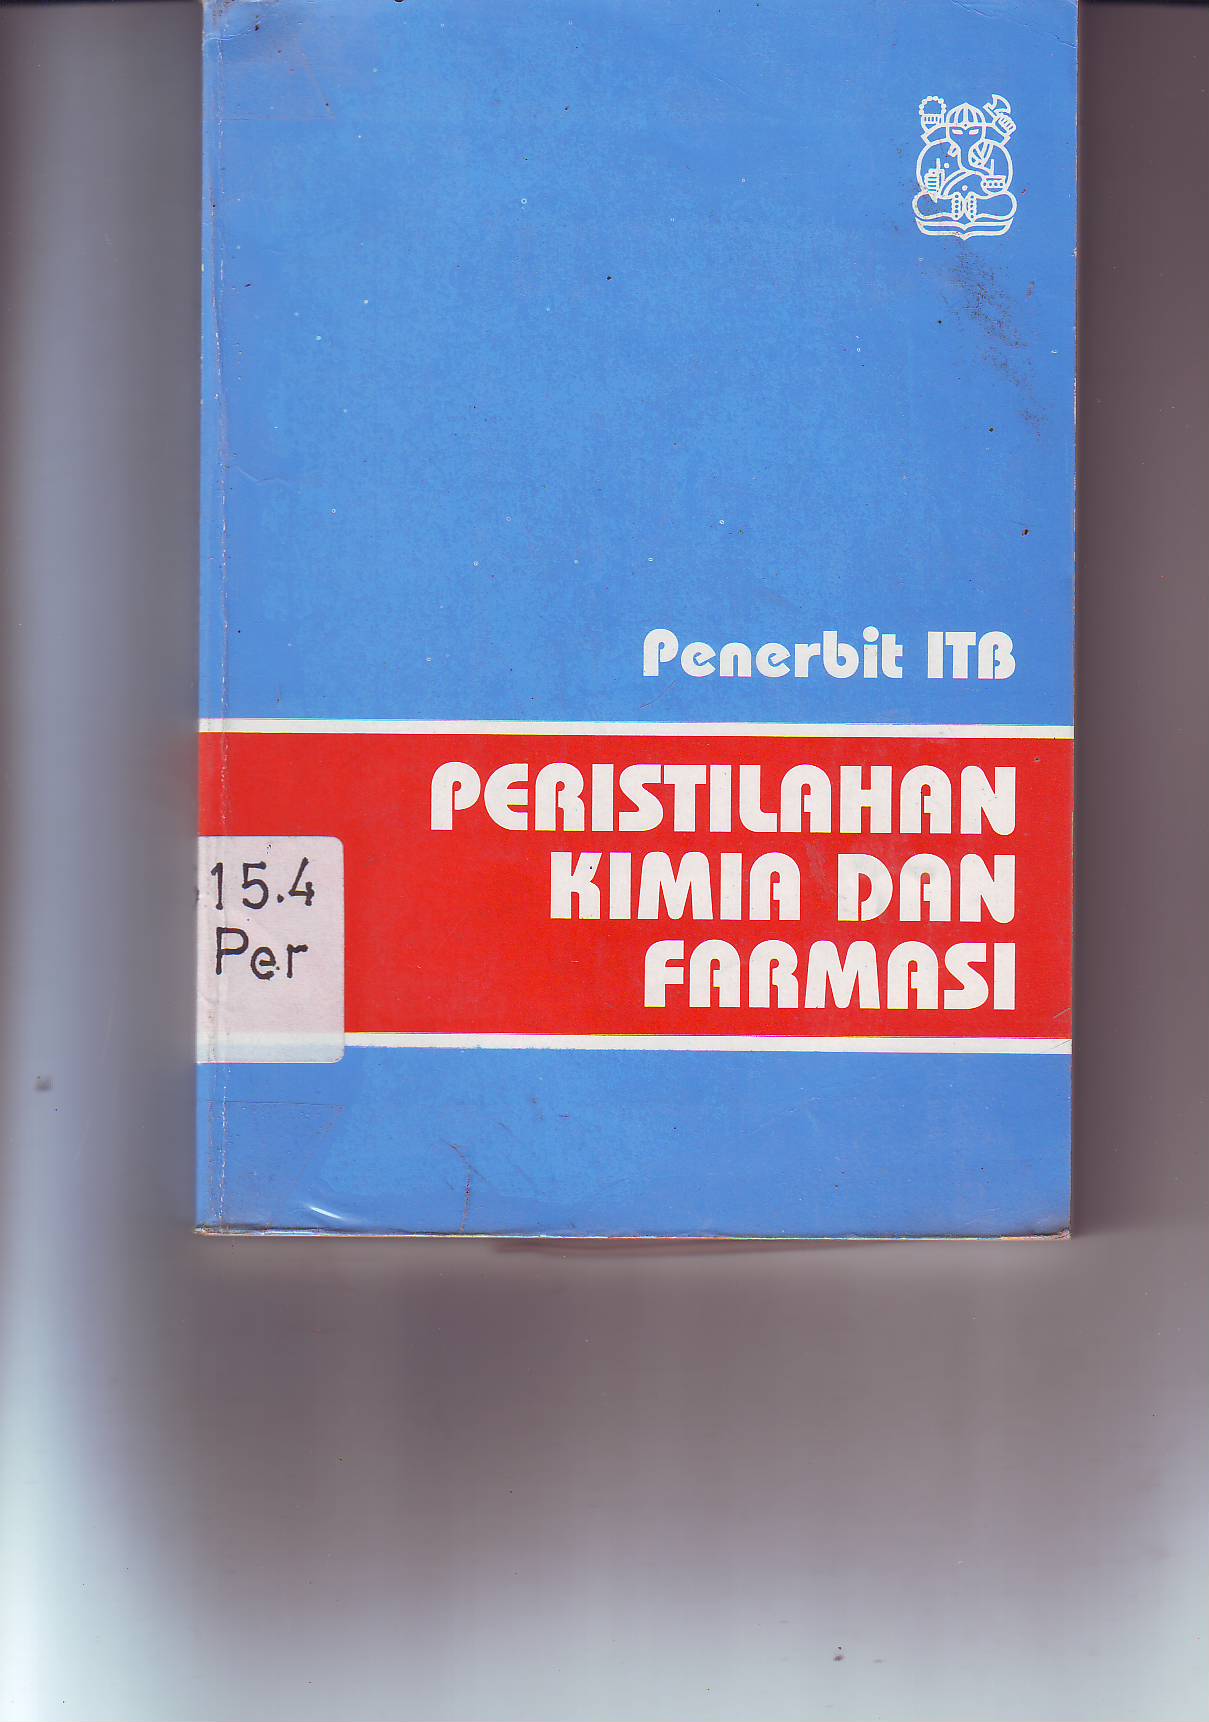 Penerbit ITB
PERISTILAHAN
KIMIA DAN
FARMASI
15.4
Per